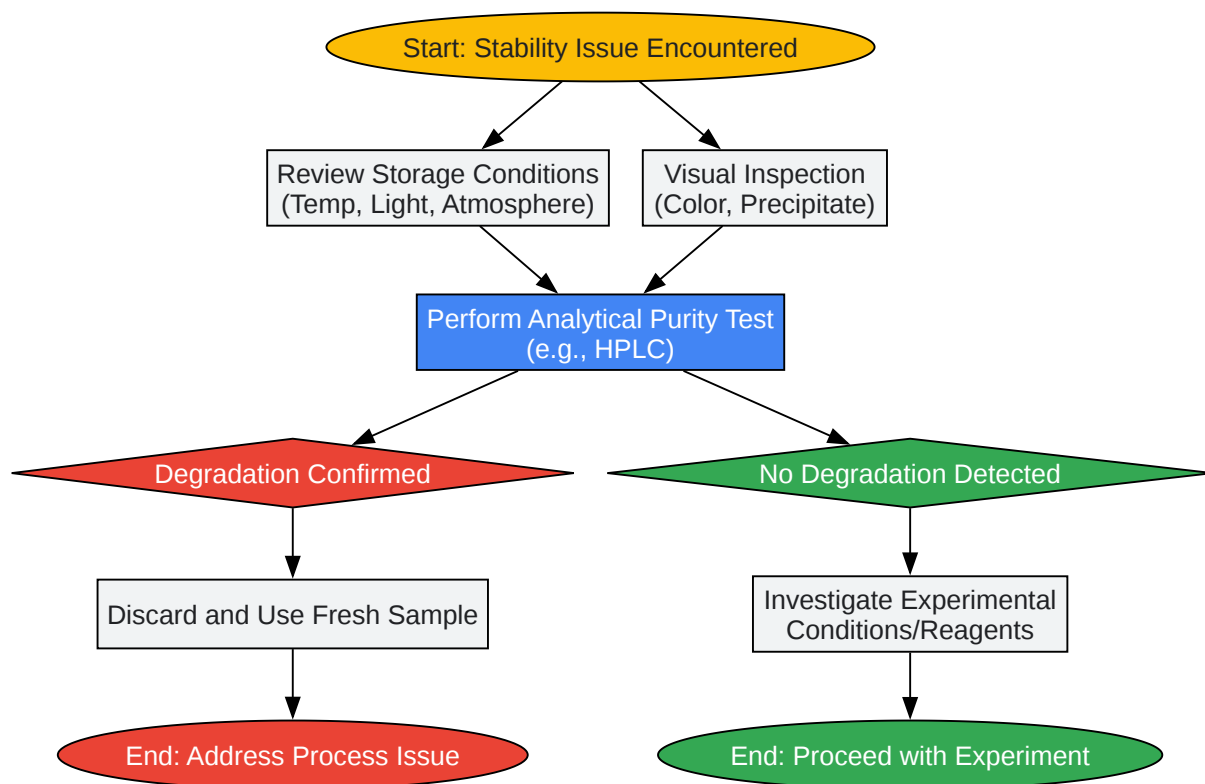 Start: Stability Issue Encountered
Review Storage Conditions
(Temp, Light, Atmosphere)
Visual Inspection
(Color, Precipitate)
Perform Analytical Purity Test
(e.g., HPLC)
Degradation Confirmed
No Degradation Detected
Discard and Use Fresh Sample
Investigate Experimental
Conditions/Reagents
End: Address Process Issue
End: Proceed with Experiment